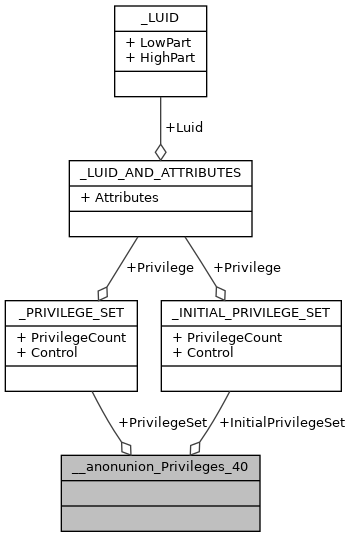 _LUID
+ LowPart
+ HighPart
+Luid
_LUID_AND_ATTRIBUTES
+ Attributes
+Privilege
+Privilege
_PRIVILEGE_SET
+ PrivilegeCount
+ Control
_INITIAL_PRIVILEGE_SET
+ PrivilegeCount
+ Control
+PrivilegeSet
+InitialPrivilegeSet
__anonunion_Privileges_40